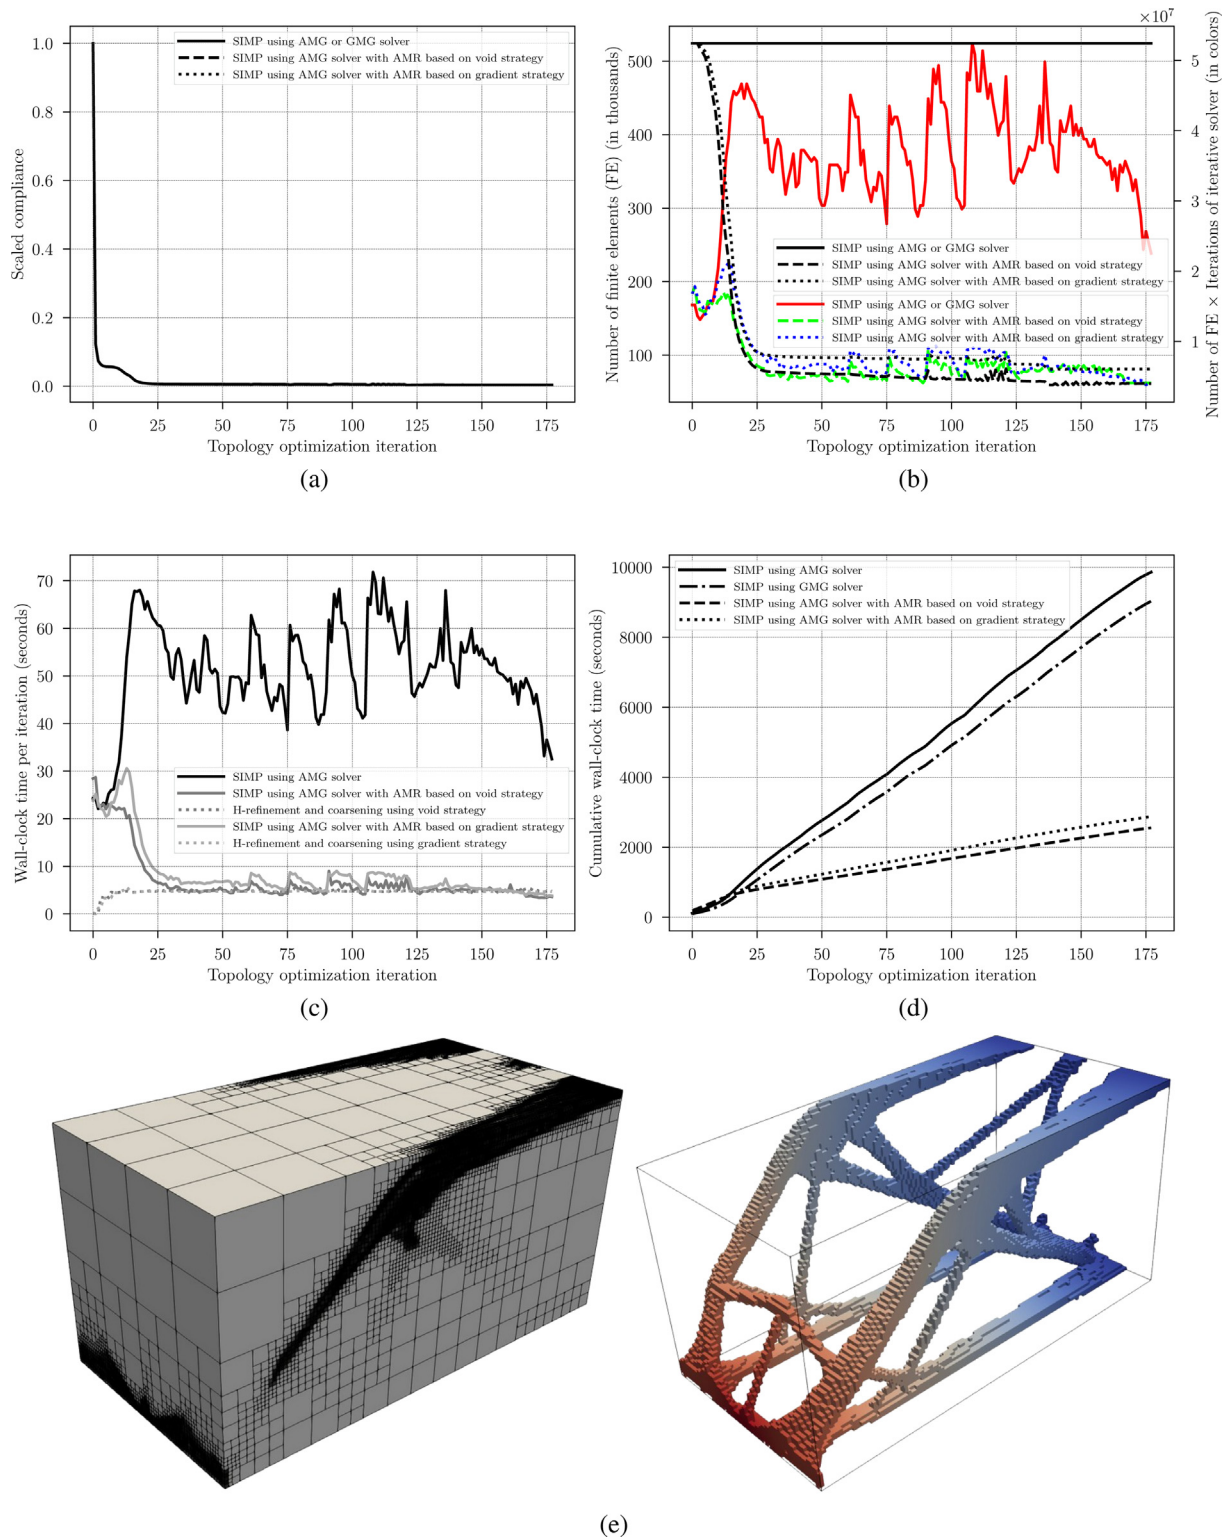 1.0
0.8
0.6
0.4
0.2
0.0
Scaled compliance
SIMP using AMG or GMG solver
SIMP using AMG solver with AMR based on void strategy
SIMP using AMG solver with AMR based on gradient strategy
0 25 50 75 100 125 150 175
Topology optimization iteration
(a)
×10⁷
500
400
300
200
100
Number of finite elements (FE) (in thousands)
5
4
3
2
1
Number of FE × Iterations of iterative solver (in colors)
SIMP using AMG or GMG solver
SIMP using AMG solver with AMR based on void strategy
SIMP using AMG solver with AMR based on gradient strategy
SIMP using AMG or GMG solver
SIMP using AMG solver with AMR based on void strategy
SIMP using AMG solver with AMR based on gradient strategy
0 25 50 75 100 125 150 175
Topology optimization iteration
(b)
70
60
50
40
30
20
10
0
Wall-clock time per iteration (seconds)
SIMP using AMG solver
SIMP using AMG solver with AMR based on void strategy
H-refinement and coarsening using void strategy
SIMP using AMG solver with AMR based on gradient strategy
H-refinement and coarsening using gradient strategy
0 25 50 75 100 125 150 175
Topology optimization iteration
(c)
10000
8000
6000
4000
2000
0
Cumulative wall-clock time (seconds)
SIMP using AMG solver
SIMP using GMG solver
SIMP using AMG solver with AMR based on void strategy
SIMP using AMG solver with AMR based on gradient strategy
0 25 50 75 100 125 150 175
Topology optimization iteration
(d)
(e)